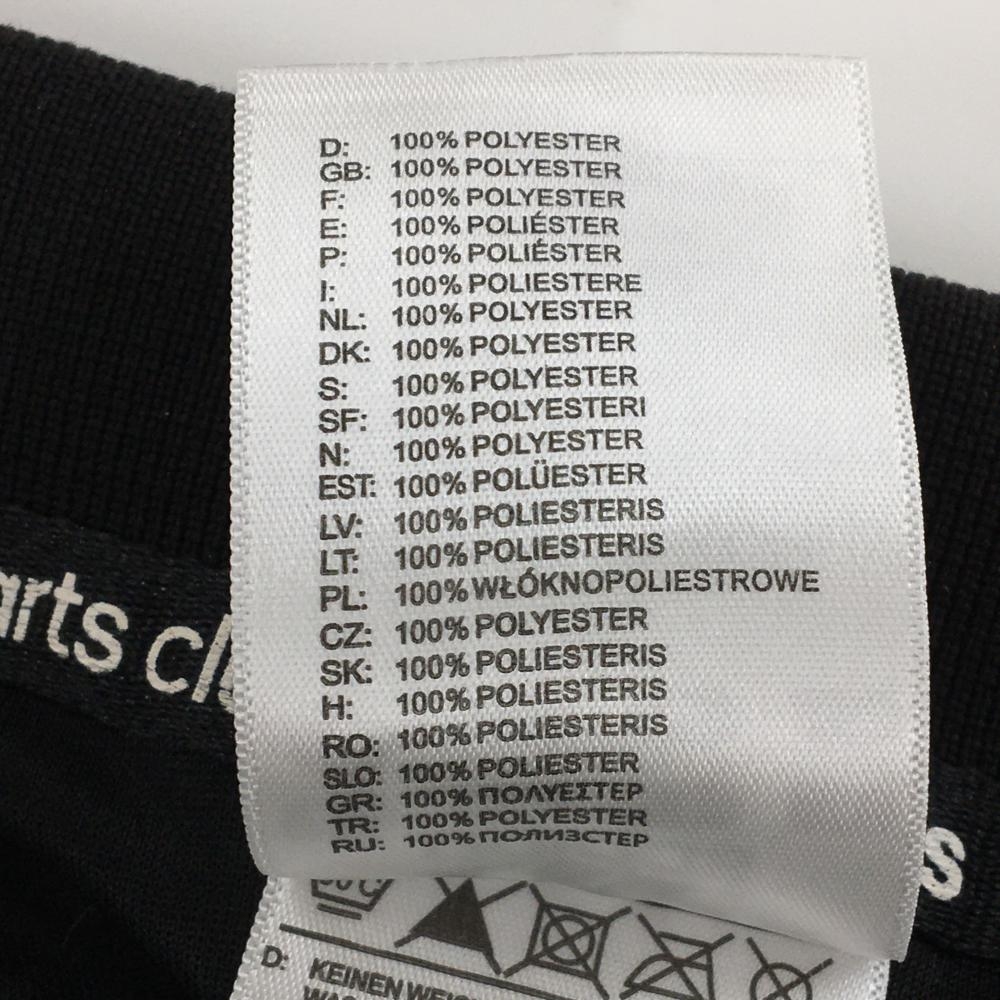 D: 100% POLYESTER
GB: 100% POLYESTER
F: 100% POLYESTER
E: 100% POLIÉSTER
P: 100% POLIÉSTER
I: 100% POLIESTERE
NL: 100% POLYESTER
DK: 100% POLYESTER
S: 100% POLYESTER
SF: 100% POLYESTERI
N: 100% POLYESTER
EST: 100% POLÜESTER
LV: 100% POLIESTERIS
LT: 100% POLIESTERIS
PL: 100% WŁÓKNOPOLIESTROWE
CZ: 100% POLYESTER
SK: 100% POLIESTERIS
H: 100% POLIESTERIS
RO: 100% POLIESTERIS
SLO: 100% POLIESTER
GR: 100% ΠΟΛΥΕΣΤΕΡ
TR: 100% POLYESTER
RU: 100% ПОЛИЗСТЕР
arts
s
D: KEINEN